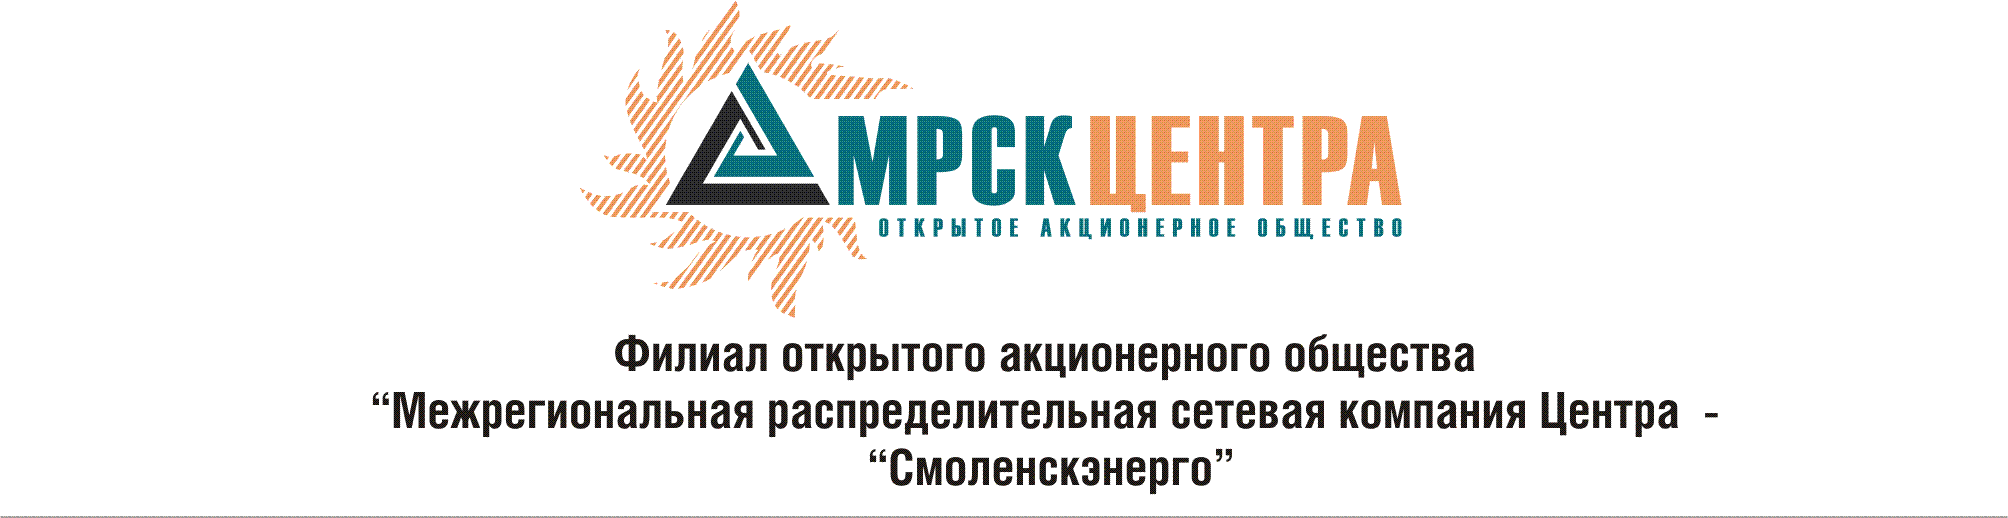 МРСК ЦЕНТРА
ОТКРЫТОЕ АКЦИОНЕРНОЕ ОБЩЕСТВО
Филиал открытого акционерного общества
“Межрегиональная распределительная сетевая компания Центра -
“Смоленскэнерго”